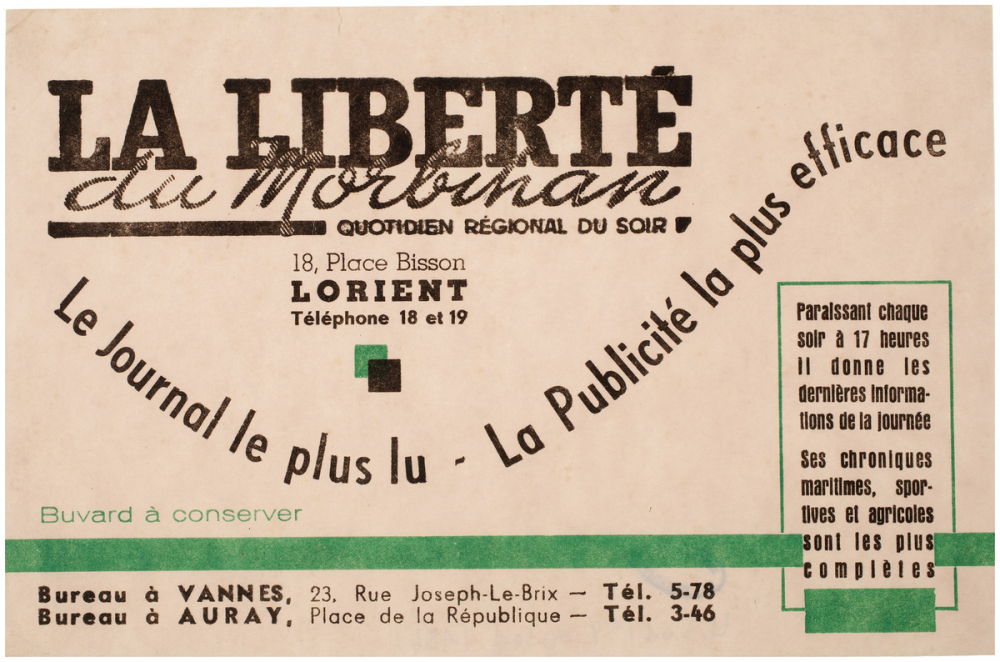 LA LIBERTÉ
du Morbihan
QUOTIDIEN RÉGIONAL DU SOIR
18, Place Bisson
LORIENT
Téléphone 18 et 19
Le Journal le plus lu - La Publicité la plus efficace
Paraissant chaque
soir à 17 heures
il donne les
dernières informa-
tions de la journée
Ses chroniques
maritimes, spor-
tives et agricoles
sont les plus
complètes
Buvard à conserver
Bureau à VANNES, 23, Rue Joseph-Le-Brix — Tél. 5-78
Bureau à AURAY, Place de la République — Tél. 3-46